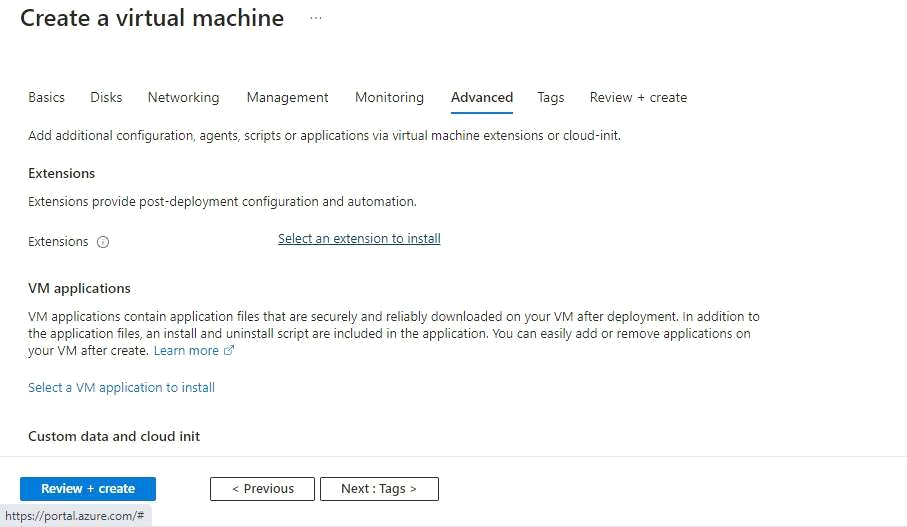 Create a virtual machine ...
Basics Disks Networking Management Monitoring Advanced Tags Review + create
Add additional configuration, agents, scripts or applications via virtual machine extensions or cloud-init.
Extensions
Extensions provide post-deployment configuration and automation.
Extensions Select an extension to install
VM applications
VM applications contain application files that are securely and reliably downloaded on your VM after deployment. In addition to
the application files, an install and uninstall script are included in the application. You can easily add or remove applications on
your VM after create. Learn more
Select a VM application to install
Custom data and cloud init
Review + create < Previous Next : Tags >
https://portal.azure.com/#